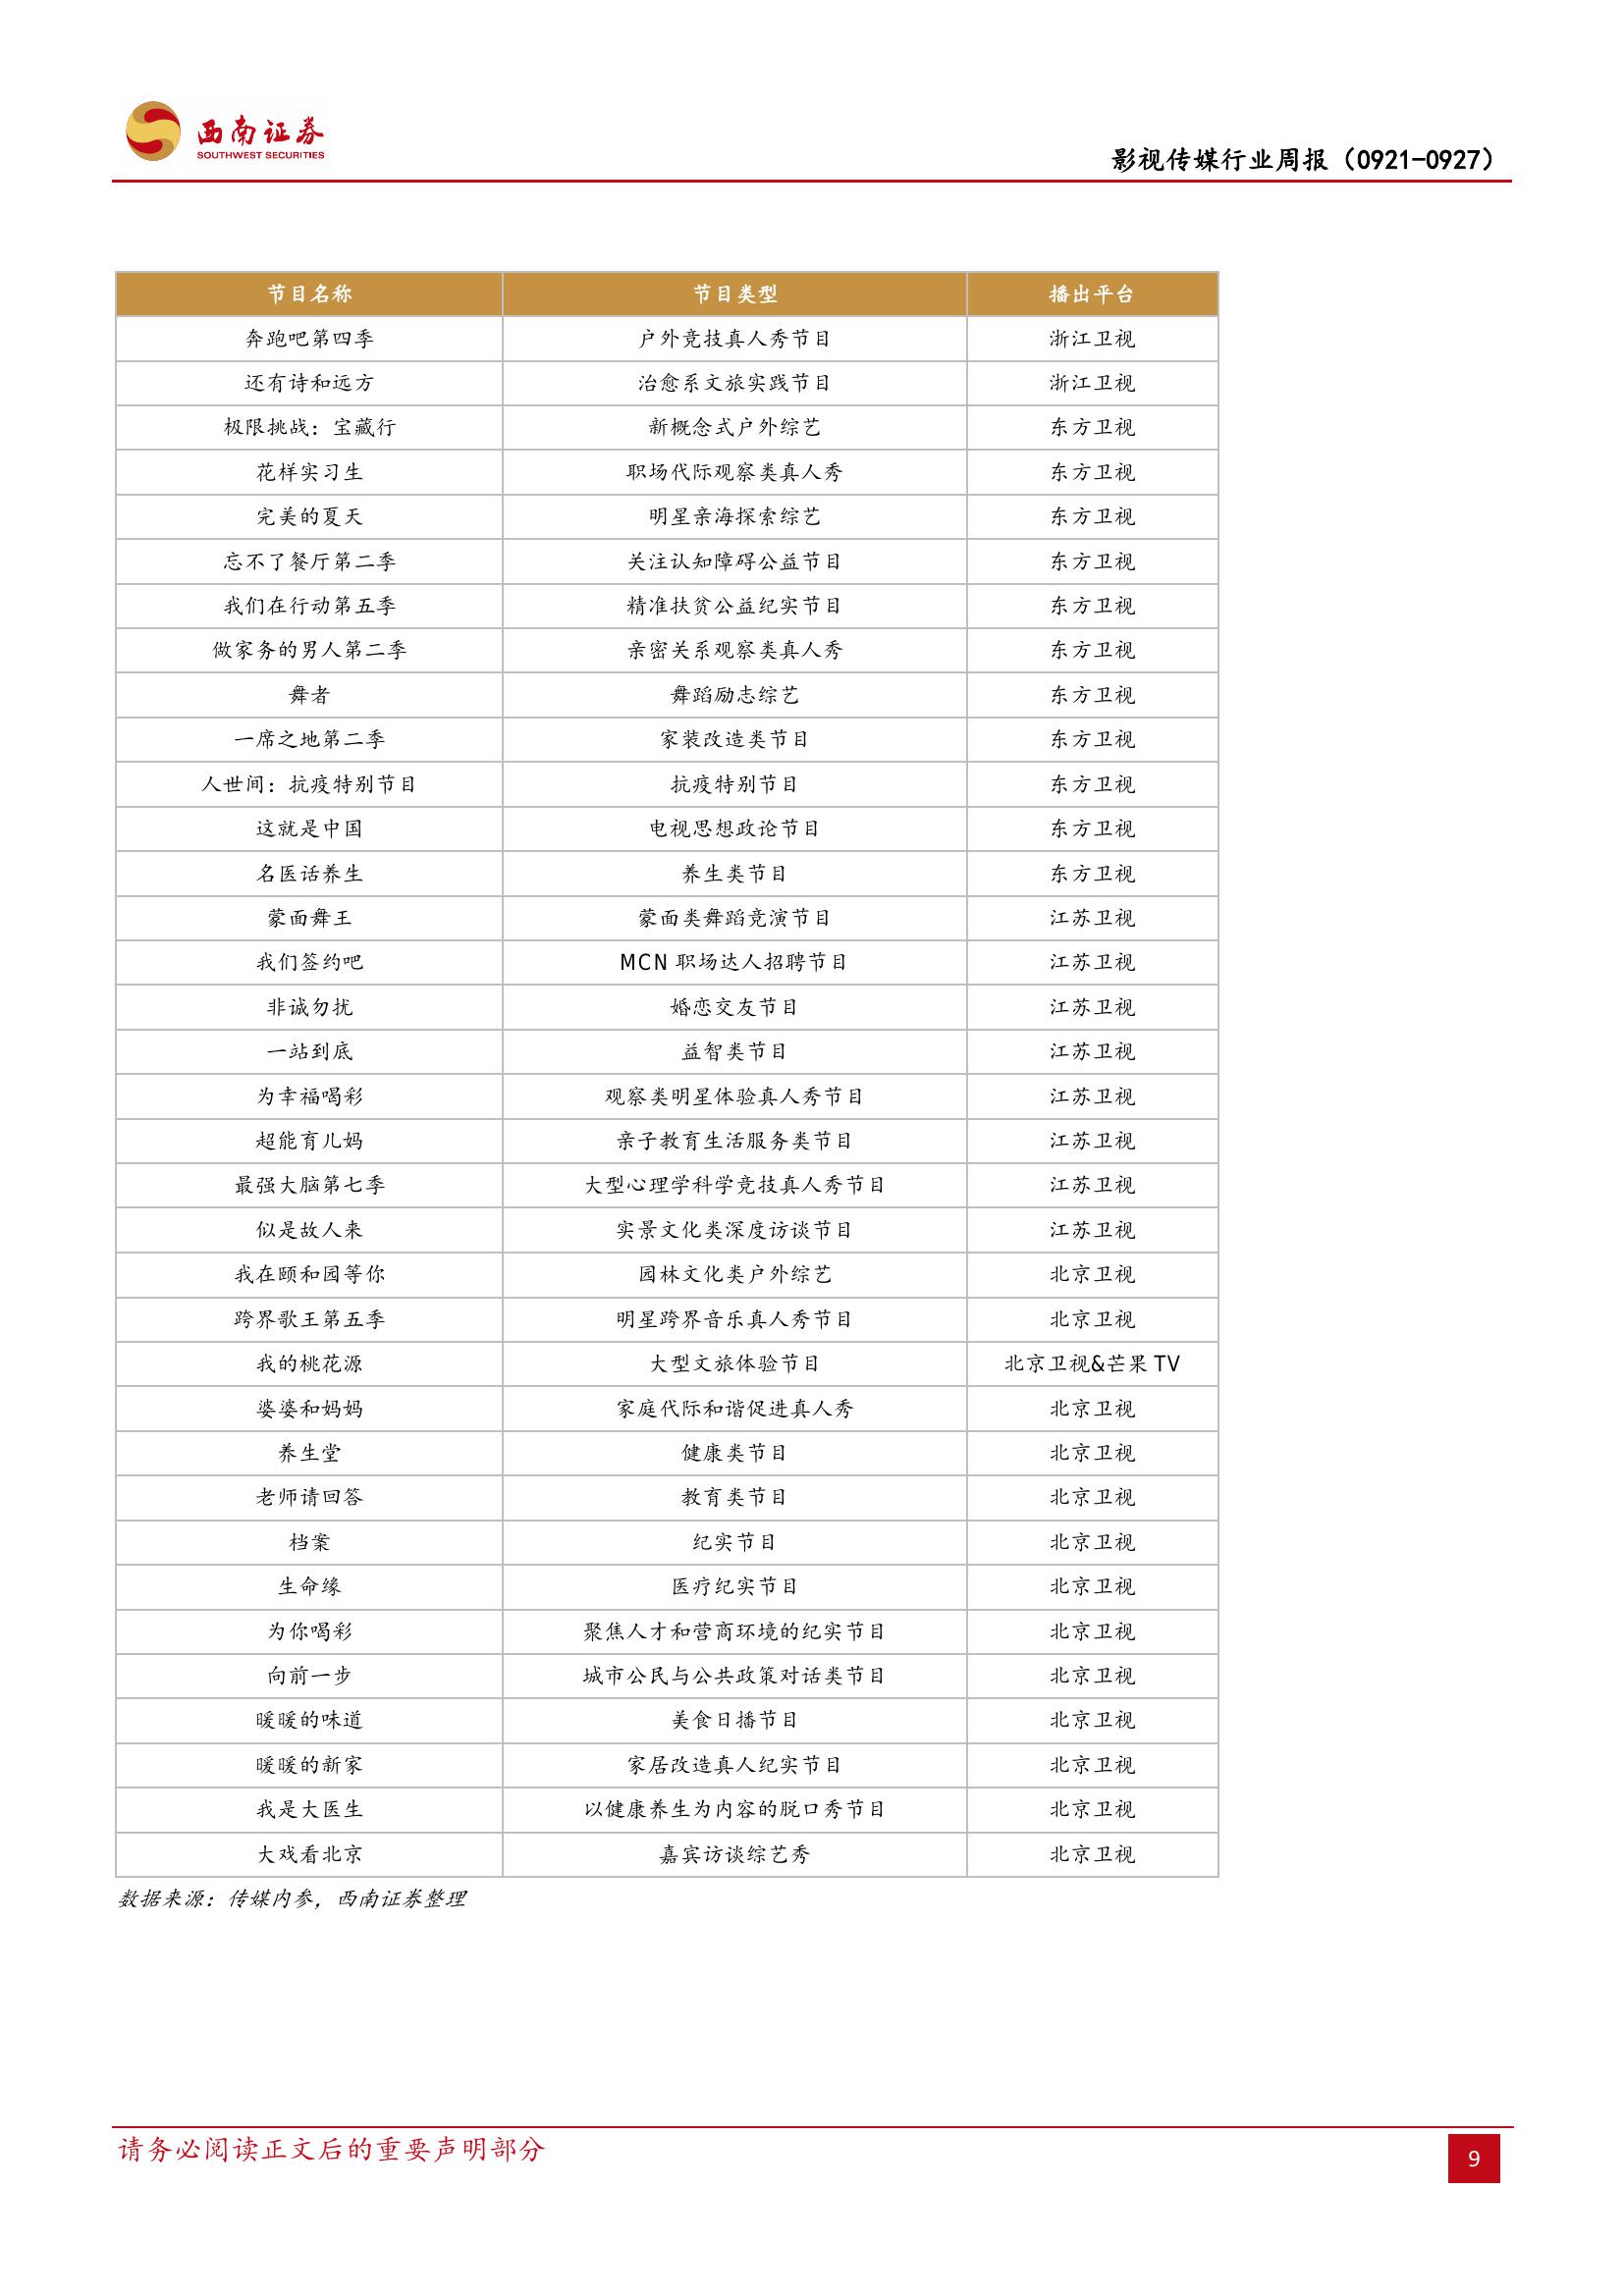 西南证券
SOUTHWEST SECURITIES
影视传媒行业周报（0921-0927）
节目名称 节目类型 播出平台
奔跑吧第四季 户外竞技真人秀节目 浙江卫视
还有诗和远方 治愈系文旅实践节目 浙江卫视
极限挑战：宝藏行 新概念式户外综艺 东方卫视
花样实习生 职场代际观察类真人秀 东方卫视
完美的夏天 明星亲海探索综艺 东方卫视
忘不了餐厅第二季 关注认知障碍公益节目 东方卫视
我们在行动第五季 精准扶贫公益纪实节目 东方卫视
做家务的男人第二季 亲密关系观察类真人秀 东方卫视
舞者 舞蹈励志综艺 东方卫视
一席之地第二季 家装改造类节目 东方卫视
人世间：抗疫特别节目 抗疫特别节目 东方卫视
这就是中国 电视思想政论节目 东方卫视
名医话养生 养生类节目 东方卫视
蒙面舞王 蒙面类舞蹈竞演节目 江苏卫视
我们签约吧 MCN 职场达人招聘节目 江苏卫视
非诚勿扰 婚恋交友节目 江苏卫视
一站到底 益智类节目 江苏卫视
为幸福喝彩 观察类明星体验真人秀节目 江苏卫视
超能育儿妈 亲子教育生活服务类节目 江苏卫视
最强大脑第七季 大型心理学科学竞技真人秀节目 江苏卫视
似是故人来 实景文化类深度访谈节目 江苏卫视
我在颐和园等你 园林文化类户外综艺 北京卫视
跨界歌王第五季 明星跨界音乐真人秀节目 北京卫视
我的桃花源 大型文旅体验节目 北京卫视&芒果 TV
婆婆和妈妈 家庭代际和谐促进真人秀 北京卫视
养生堂 健康类节目 北京卫视
老师请回答 教育类节目 北京卫视
档案 纪实节目 北京卫视
生命缘 医疗纪实节目 北京卫视
为你喝彩 聚焦人才和营商环境的纪实节目 北京卫视
向前一步 城市公民与公共政策对话类节目 北京卫视
暖暖的味道 美食日播节目 北京卫视
暖暖的新家 家居改造真人纪实节目 北京卫视
我是大医生 以健康养生为内容的脱口秀节目 北京卫视
大戏看北京 嘉宾访谈综艺秀 北京卫视
数据来源：传媒内参，西南证券整理
请务必阅读正文后的重要声明部分
9